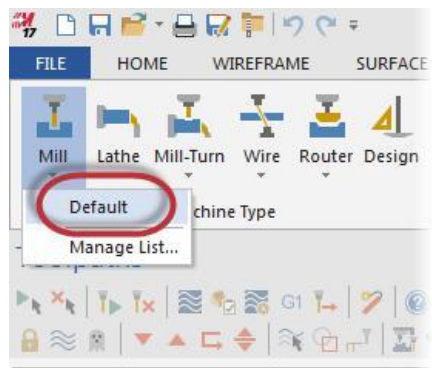 17
FILE HOME WIREFRAME SURFACE
Mill Lathe Mill-Turn Wire Router Design
Default
chine Type
Manage List...
G1